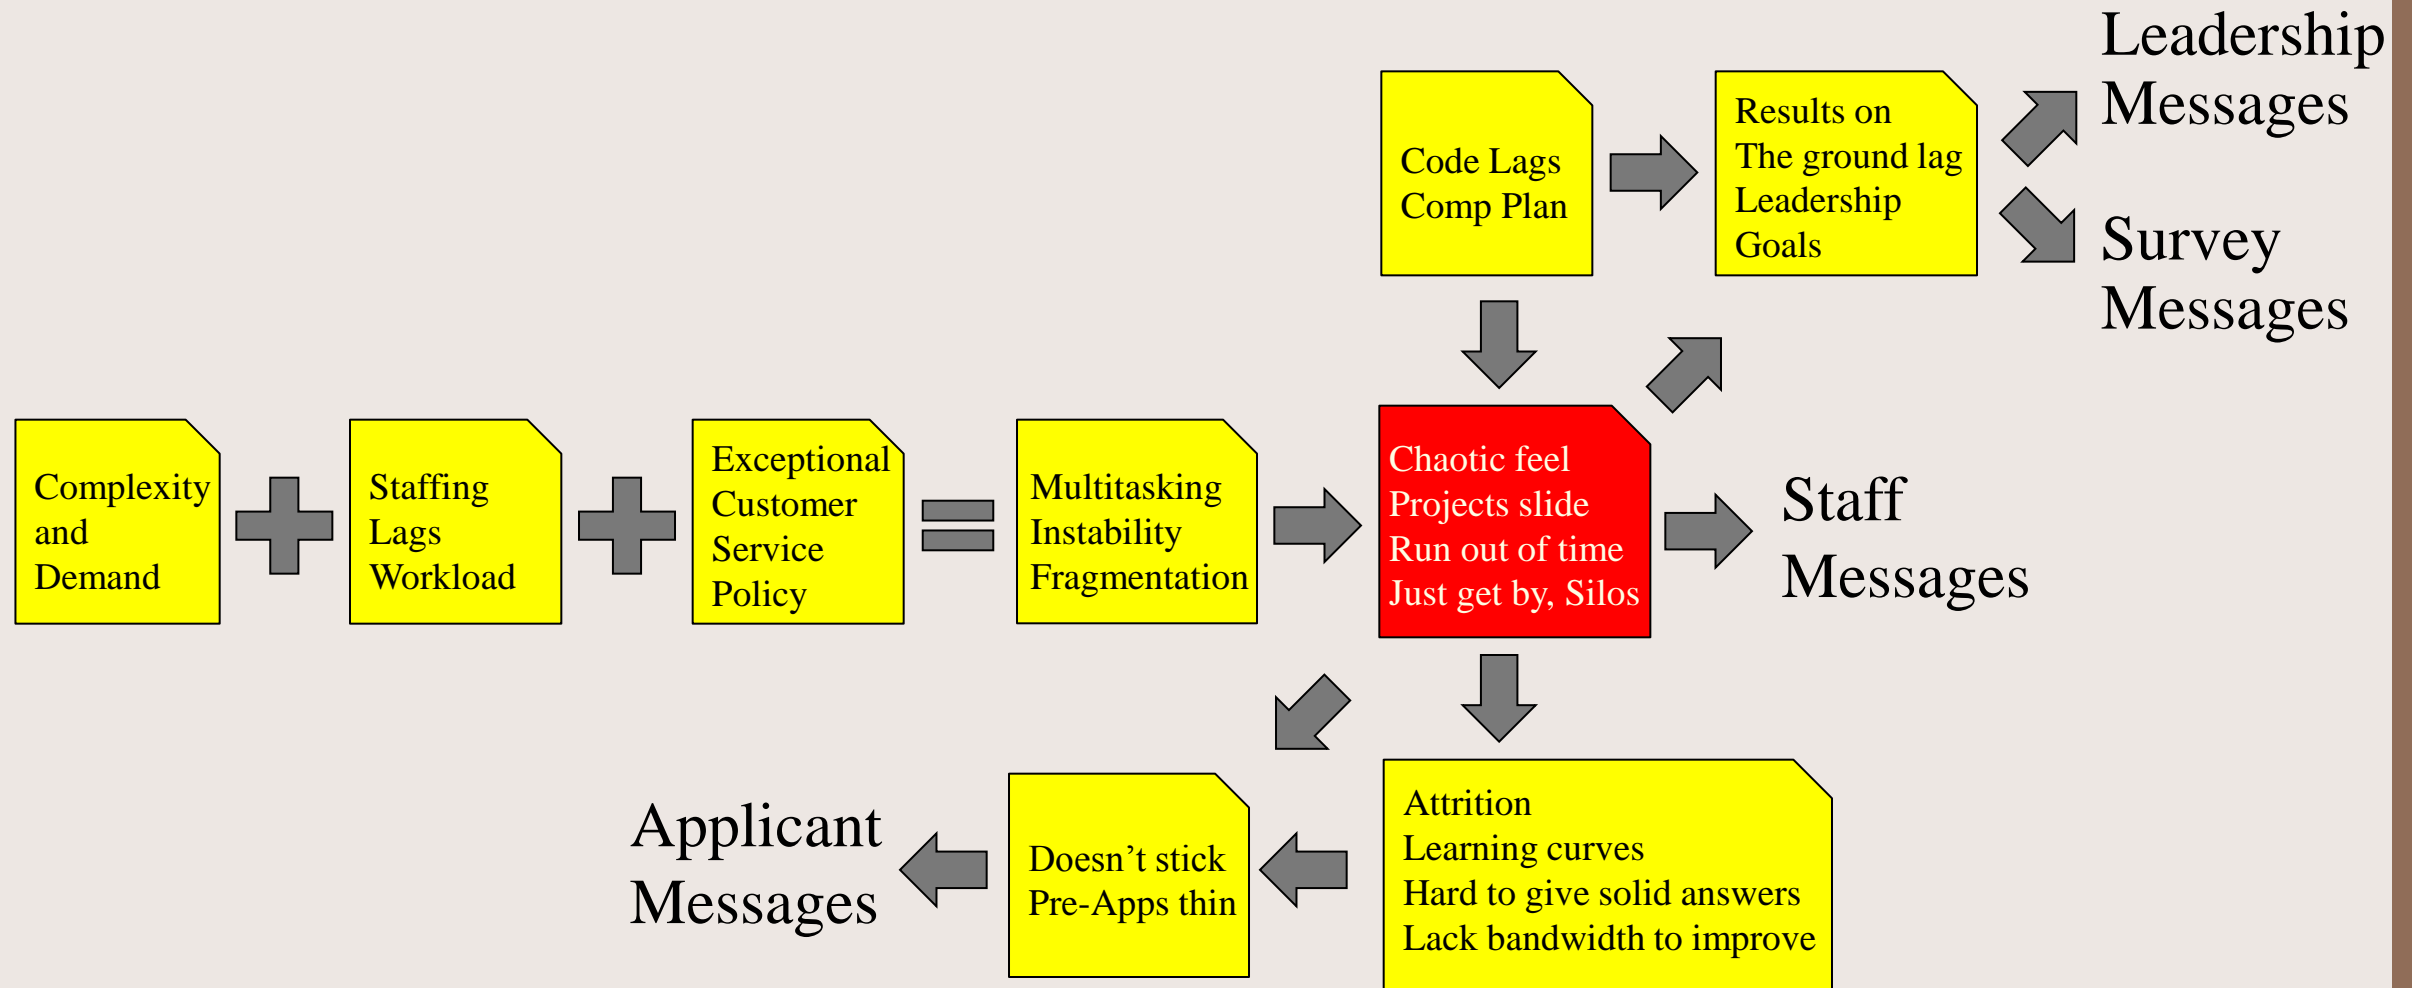 Leadership
Messages
Code Lags
Comp Plan
Results on
The ground lag
Leadership
Goals
Survey
Messages
Complexity
and
Demand
Staffing
Lags
Workload
Exceptional
Customer
Service
Policy
Multitasking
Instability
Fragmentation
Chaotic feel
Projects slide
Run out of time
Just get by, Silos
Staff
Messages
Applicant
Messages
Doesn’t stick
Pre-Apps thin
Attrition
Learning curves
Hard to give solid answers
Lack bandwidth to improve